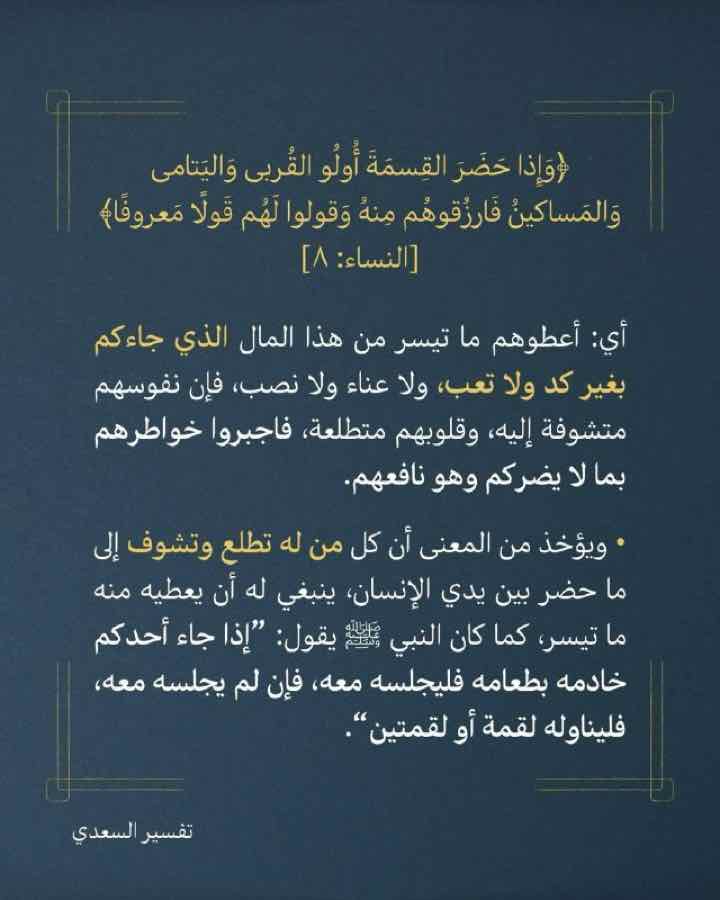 ﴿وَإِذا حَضَرَ القِسمَةَ أُولُو القُربى وَاليَتامى
وَالمَساكينُ فَارزُقوهُم مِنهُ وَقولوا لَهُم قَولًا مَعروفًا﴾
[النساء: ٨]
أي: أعطوهم ما تيسر من هذا المال الذي جاءكم
بغير كد ولا تعب، ولا عناء ولا نصب، فإن نفوسهم
متشوفة إليه، وقلوبهم متطلعة، فاجبروا خواطرهم
بما لا يضركم وهو نافعهم.
• ويؤخذ من المعنى أن كل من له تطلع وتشوف إلى
ما حضر بين يدي الإنسان، ينبغي له أن يعطيه منه
ما تيسر، كما كان النبي ﷺ يقول: ”إذا جاء أحدكم
خادمه بطعامه فليجلسه معه، فإن لم يجلسه معه،
فليناوله لقمة أو لقمتين“.
تفسير السعدي